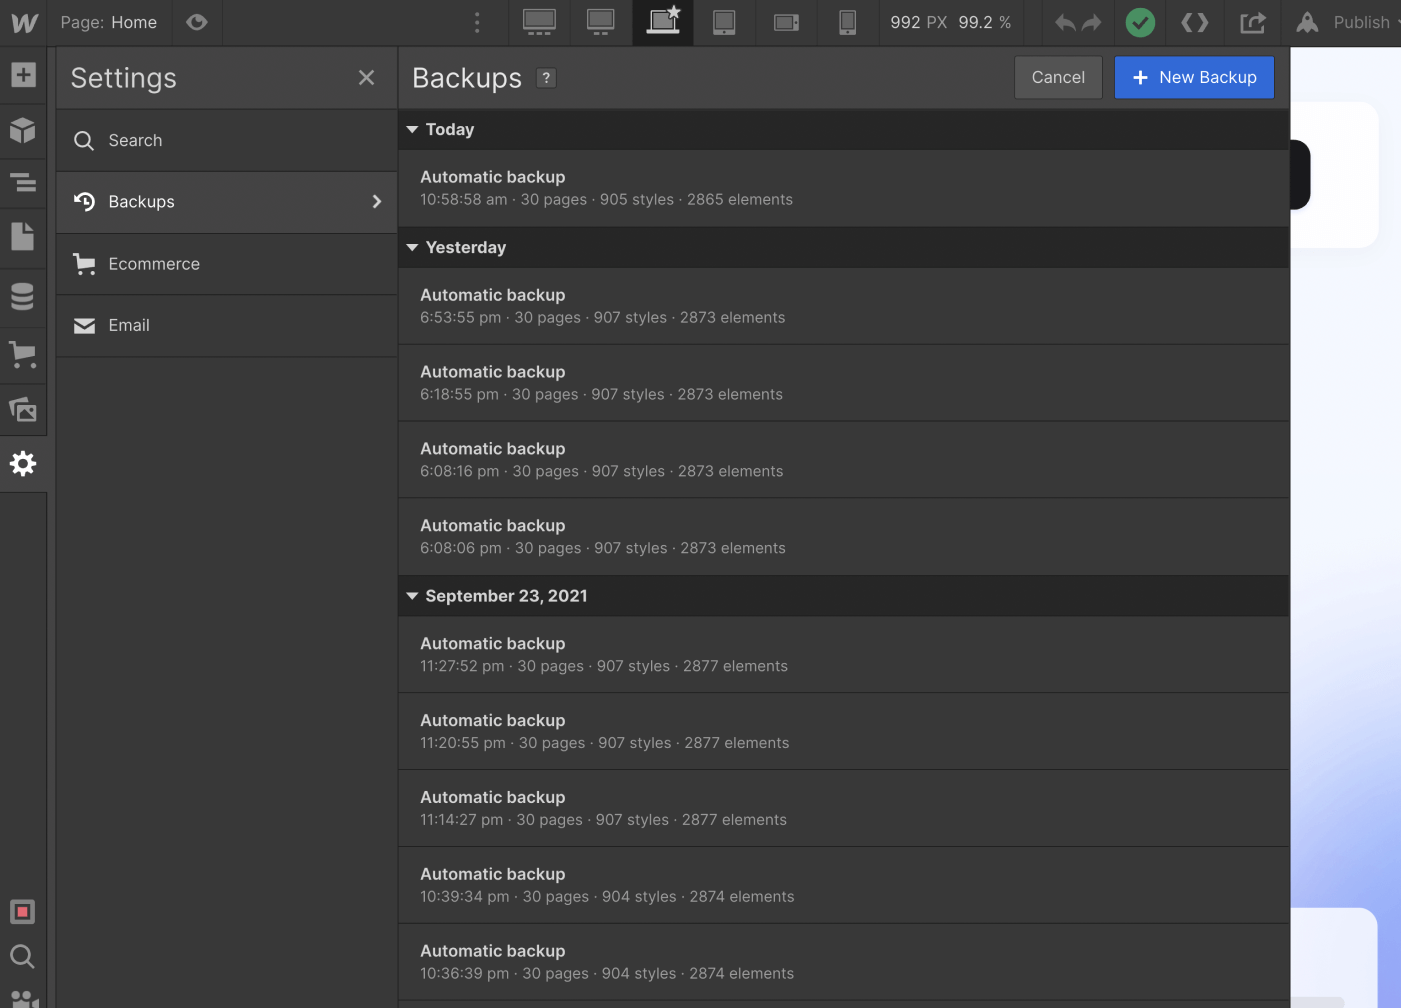 Page: Home
992 PX 99.2 %
Publish
Settings
Search
Backups
Ecommerce
Email
Backups ?
Cancel
+ New Backup
Today
Automatic backup
10:58:58 am · 30 pages · 905 styles · 2865 elements
Yesterday
Automatic backup
6:53:55 pm · 30 pages · 907 styles · 2873 elements
Automatic backup
6:18:55 pm · 30 pages · 907 styles · 2873 elements
Automatic backup
6:08:16 pm · 30 pages · 907 styles · 2873 elements
Automatic backup
6:08:06 pm · 30 pages · 907 styles · 2873 elements
September 23, 2021
Automatic backup
11:27:52 pm · 30 pages · 907 styles · 2877 elements
Automatic backup
11:20:55 pm · 30 pages · 907 styles · 2877 elements
Automatic backup
11:14:27 pm · 30 pages · 907 styles · 2877 elements
Automatic backup
10:39:34 pm · 30 pages · 904 styles · 2874 elements
Automatic backup
10:36:39 pm · 30 pages · 904 styles · 2874 elements